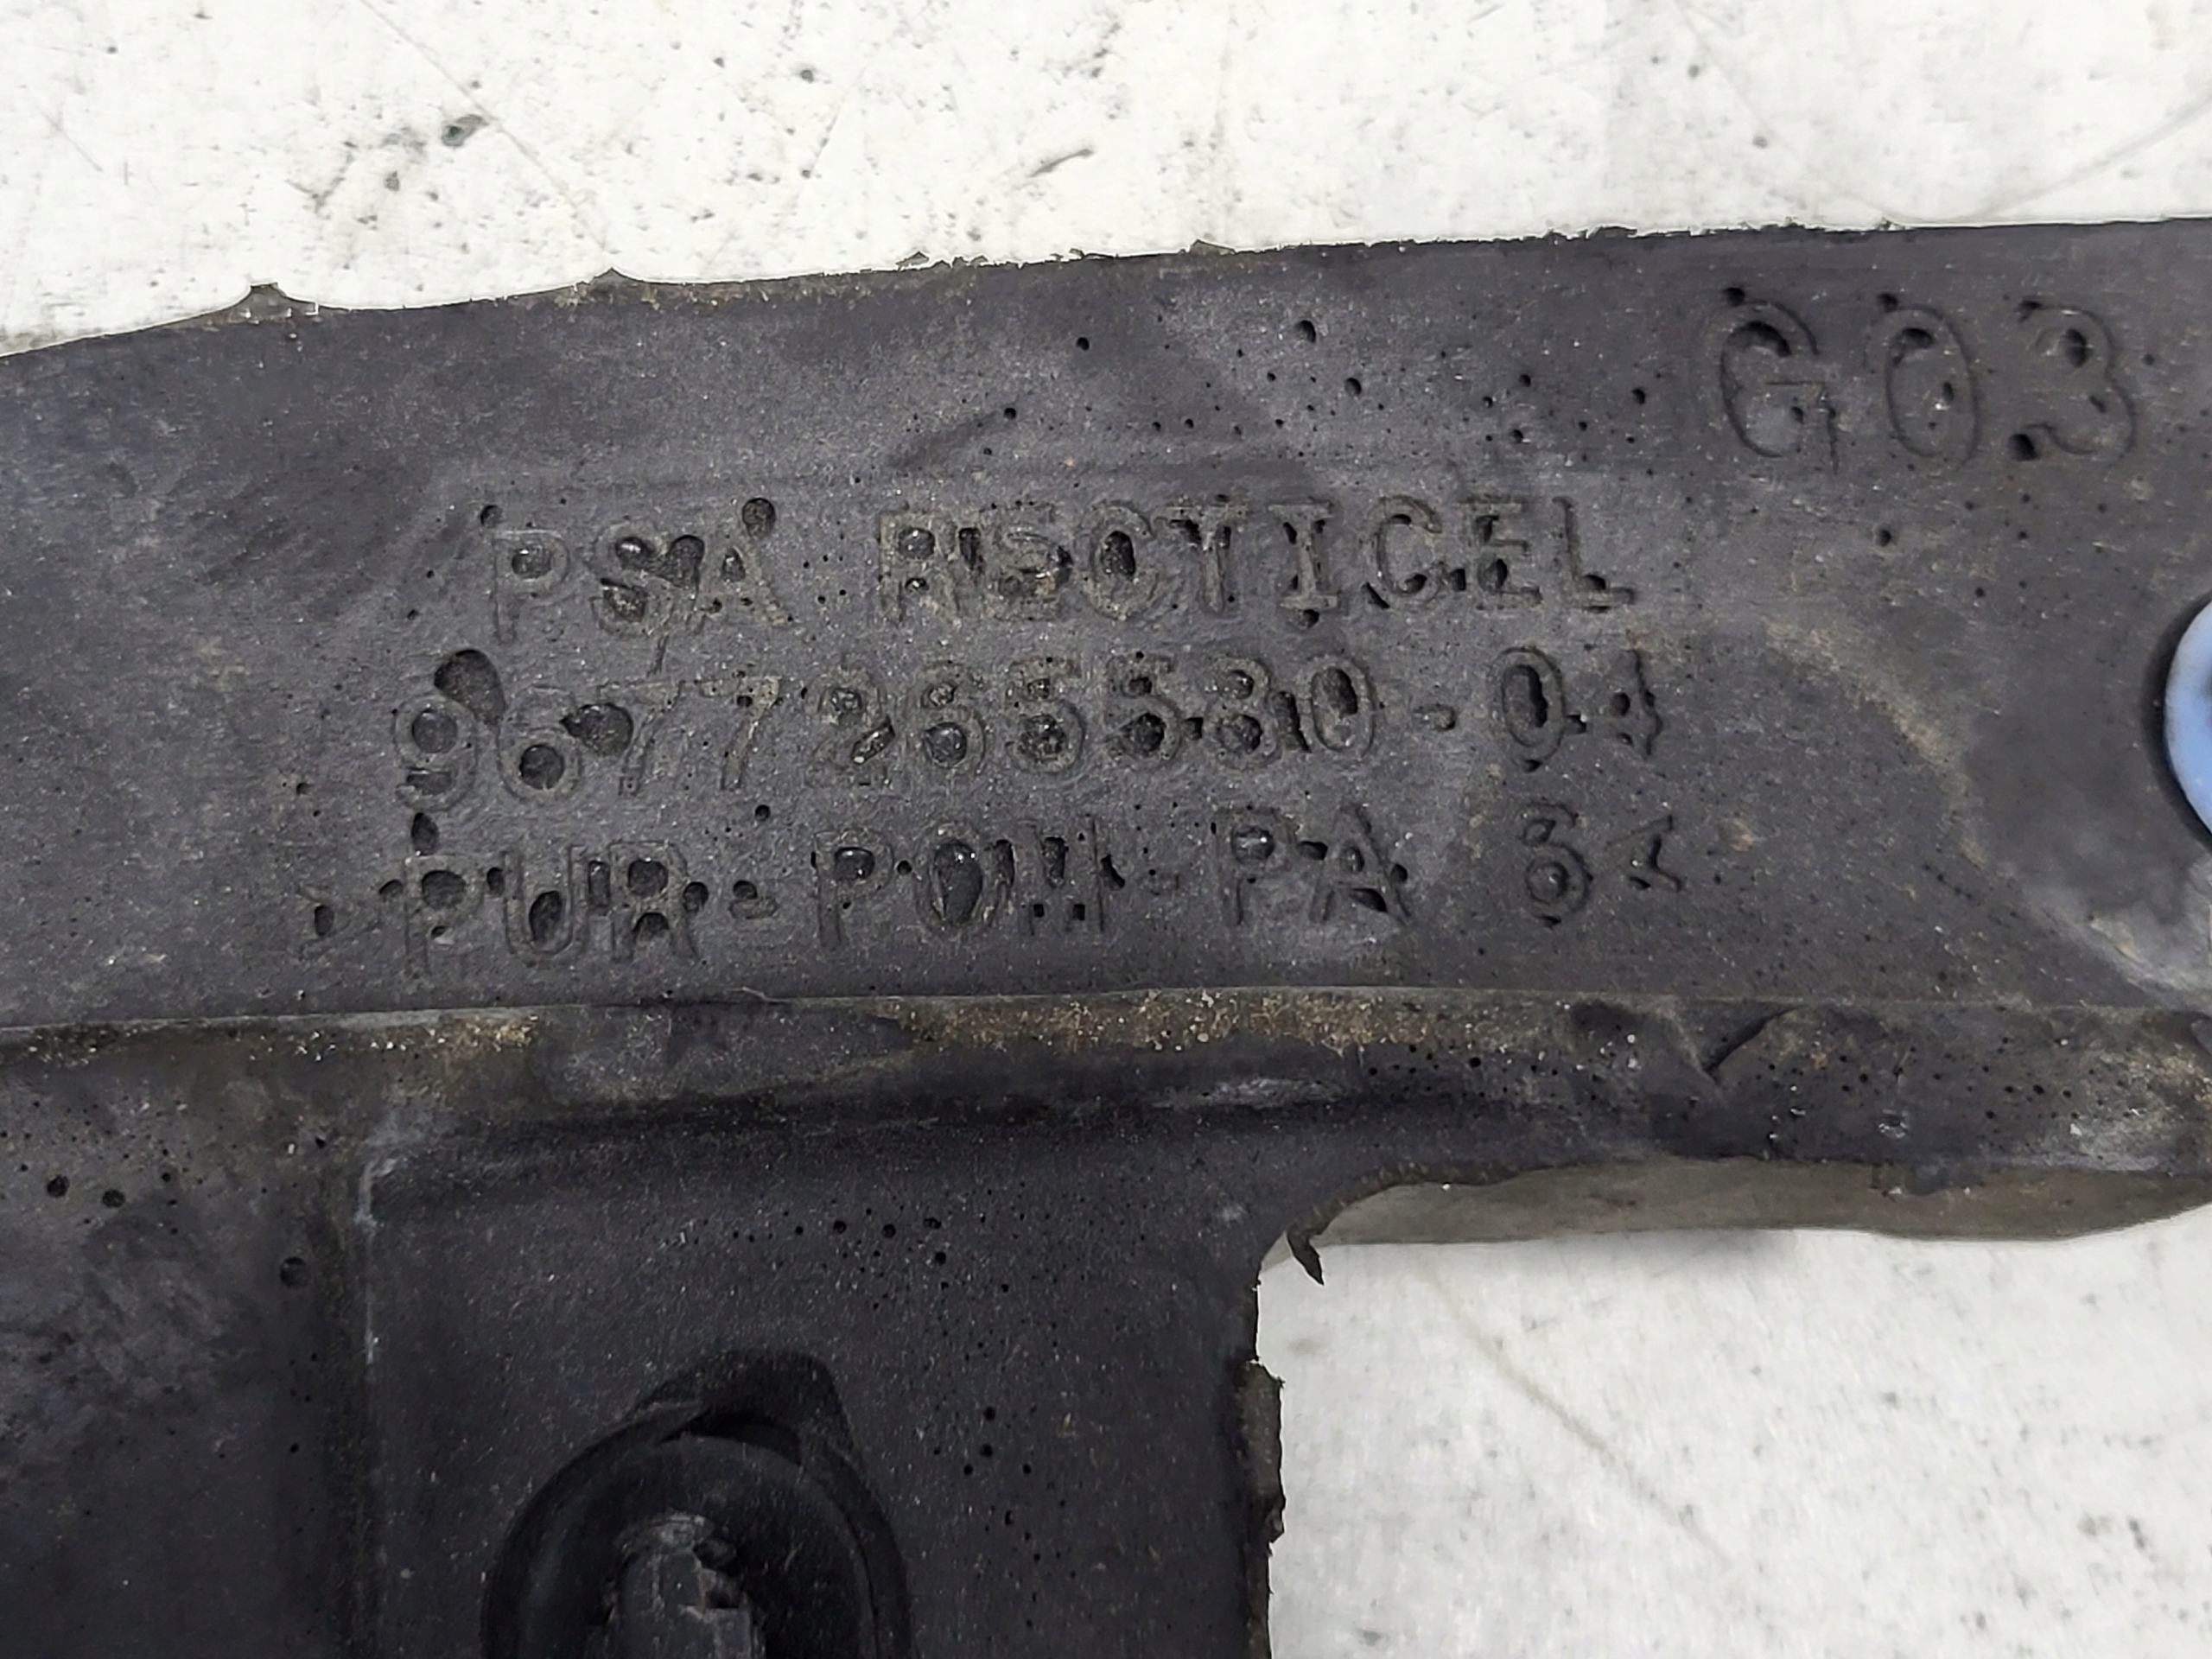 G03
PSA RECTICEL
9677265580-04
>PUR-POM-PA 6<